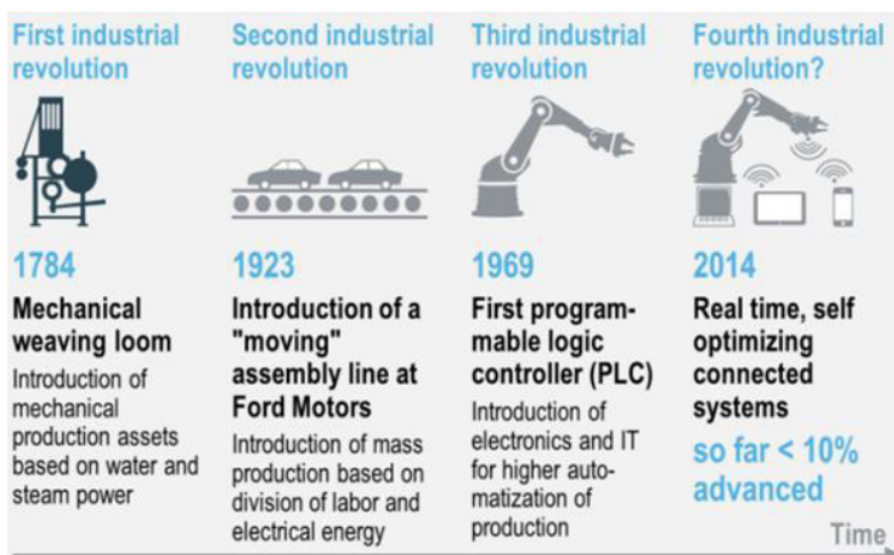 First industrial
revolution
1784
Mechanical
weaving loom
Introduction of
mechanical
production assets
based on water and
steam power
Second industrial
revolution
1923
Introduction of a
"moving"
assembly line at
Ford Motors
Introduction of mass
production based on
division of labor and
electrical energy
Third industrial
revolution
1969
First program-
mable logic
controller (PLC)
Introduction of
electronics and IT
for higher auto-
matization of
production
Fourth industrial
revolution?
2014
Real time, self
optimizing
connected
systems
so far < 10%
advanced
Time